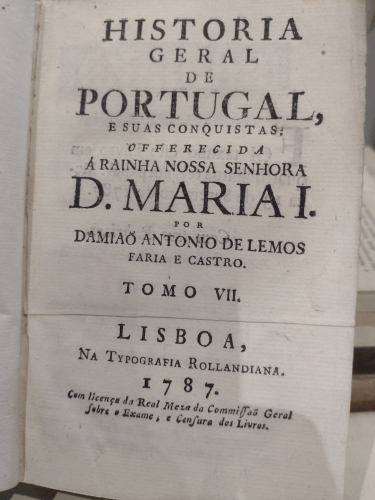 HISTORIA
GERAL
DE
PORTUGAL,
E SUAS CONQUISTAS:
OFFERECIDA
Á RAINHA NOSSA SENHORA
D. MARIA I.
POR
DAMIAÕ ANTONIO DE LEMOS
FARIA E CASTRO.
TOMO VII.
LISBOA,
NA TYPOGRAFIA ROLLANDIANA.
1787.
Com licença da Real Meza da Commiſſaõ Geral
ſobre o Exame, e Cenſura dos Livros.